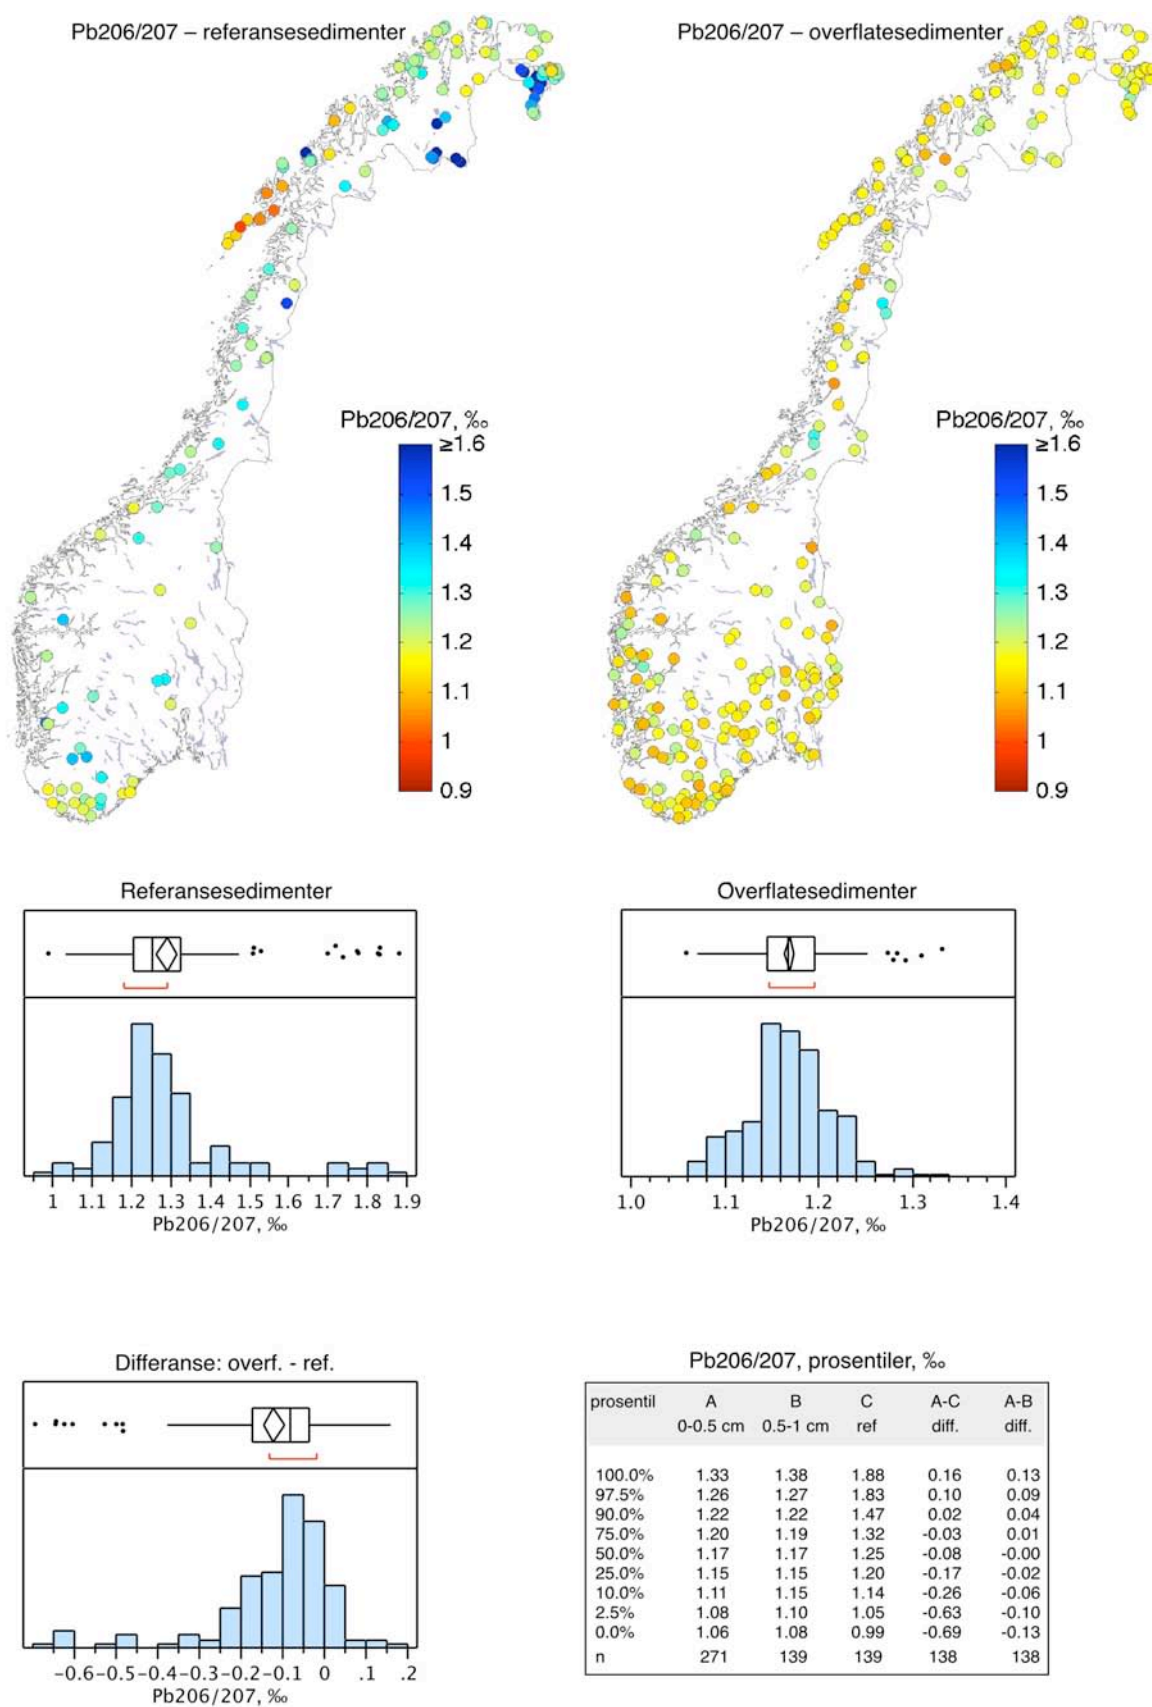 Pb206/207 – referansesedimenter
Pb206/207 – overflatesedimenter
Pb206/207, ‰
≥1.6
1.5
1.4
1.3
1.2
1.1
1
0.9
Pb206/207, ‰
≥1.6
1.5
1.4
1.3
1.2
1.1
1
0.9
Referansesedimenter
1 1.1 1.2 1.3 1.4 1.5 1.6 1.7 1.8 1.9
Pb206/207, ‰
Overflatesedimenter
1.0 1.1 1.2 1.3 1.4
Pb206/207, ‰
Differanse: overf. - ref.
-0.6 -0.5 -0.4 -0.3 -0.2 -0.1 0 .1 .2
Pb206/207, ‰
Pb206/207, prosentiler, ‰
prosentil A B C A-C A-B
0-0.5 cm 0.5-1 cm ref diff. diff.
100.0% 1.33 1.38 1.88 0.16 0.13
97.5% 1.26 1.27 1.83 0.10 0.09
90.0% 1.22 1.22 1.47 0.02 0.04
75.0% 1.20 1.19 1.32 -0.03 0.01
50.0% 1.17 1.17 1.25 -0.08 -0.00
25.0% 1.15 1.15 1.20 -0.17 -0.02
10.0% 1.11 1.15 1.14 -0.26 -0.06
2.5% 1.08 1.10 1.05 -0.63 -0.10
0.0% 1.06 1.08 0.99 -0.69 -0.13
n 271 139 139 138 138